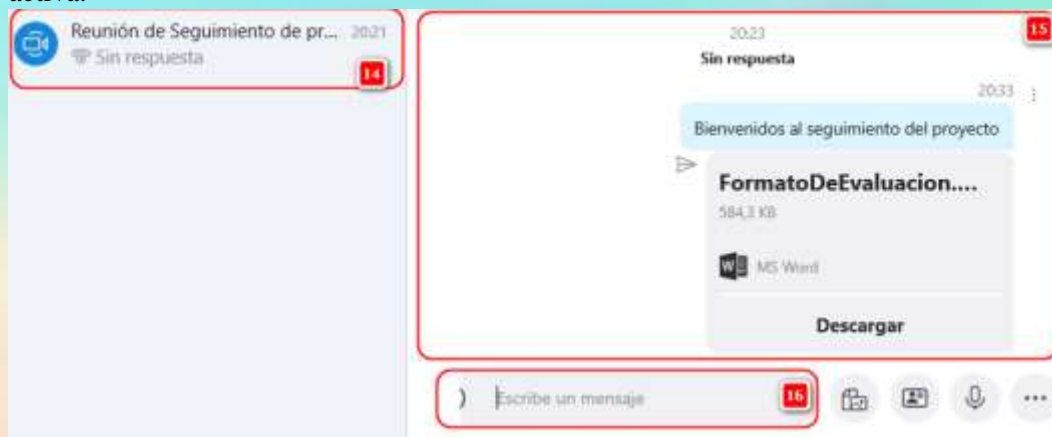 activa.
Reunión de Seguimiento de pr... 2021
Sin respuesta
14
20:23
15
Sin respuesta
20:33
Bienvenidos al seguimiento del proyecto
FormatoDeEvaluacion....
584,3 KB
MS Word
Descargar
Escribe un mensaje
16